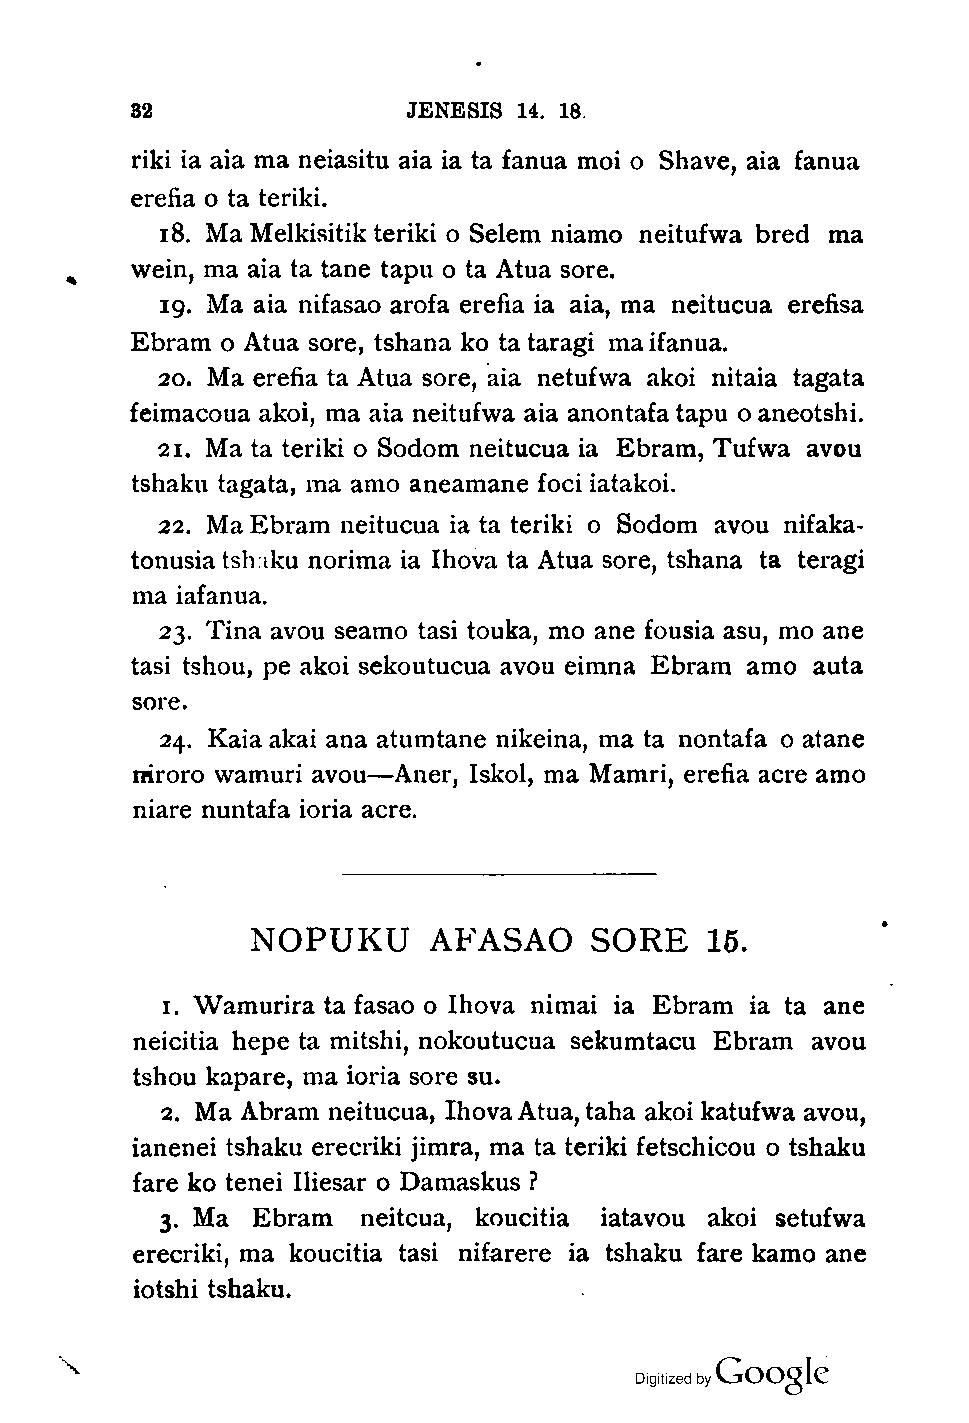 32 JENESIS 14. 18.
riki ia aia ma neiasitu aia ia ta fanua moi o Shave, aia fanua
erefia o ta teriki.
18. Ma Melkisitik teriki o Selem niamo neitufwa bred ma
wein, ma aia ta tane tapu o ta Atua sore.
19. Ma aia nifasao arofa erefia ia aia, ma neitucua erefisa
Ebram o Atua sore, tshana ko ta taragi ma ifanua.
20. Ma erefia ta Atua sore, aia netufwa akoi nitaia tagata
feimacoua akoi, ma aia neitufwa aia anontafa tapu o aneotshi.
21. Ma ta teriki o Sodom neitucua ia Ebram, Tufwa avou
tshaku tagata, ma amo aneamane foci iatakoi.
22. Ma Ebram neitucua ia ta teriki o Sodom avou nifaka-
tonusia tshaku norima ia Ihova ta Atua sore, tshana ta teragi
ma iafanua.
23. Tina avou seamo tasi touka, mo ane fousia asu, mo ane
tasi tshou, pe akoi sekoutucua avou eimna Ebram amo auta
sore.
24. Kaia akai ana atumtane nikeina, ma ta nontafa o atane
miroro wamuri avou—Aner, Iskol, ma Mamri, erefia acre amo
niare nuntafa ioria acre.
NOPUKU AFASAO SORE 15.
1. Wamurira ta fasao o Ihova nimai ia Ebram ia ta ane
neicitia hepe ta mitshi, nokoutucua sekumtacu Ebram avou
tshou kapare, ma ioria sore su.
2. Ma Abram neitucua, Ihova Atua, taha akoi katufwa avou,
ianenei tshaku erecriki jimra, ma ta teriki fetschicou o tshaku
fare ko tenei Iliesar o Damaskus ?
3. Ma Ebram neitcua, koucitia iatavou akoi setufwa
erecriki, ma koucitia tasi nifarere ia tshaku fare kamo ane
iotshi tshaku.
Digitized by Google